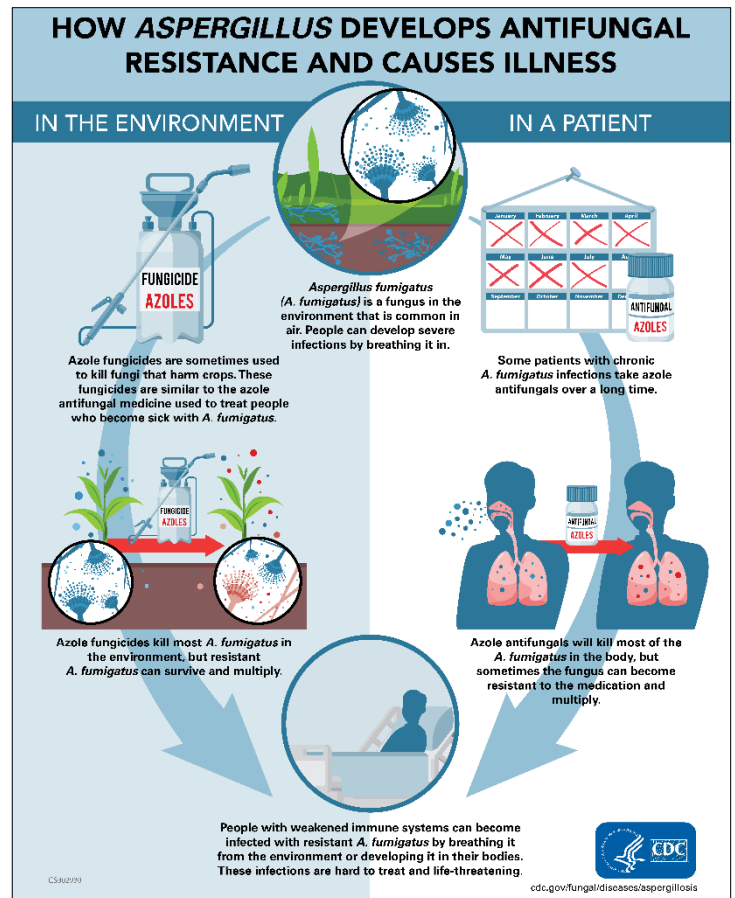 HOW ASPERGILLUS DEVELOPS ANTIFUNGAL
RESISTANCE AND CAUSES ILLNESS
IN THE ENVIRONMENT
IN A PATIENT
FUNGICIDE
AZOLES
Aspergillus fumigatus
(A. fumigatus) is a fungus in the
environment that is common in
air. People can develop severe
infections by breathing it in.
January February March April
May June July Au
September October November De
ANTIFUNGAL
AZOLES
Azole fungicides are sometimes used
to kill fungi that harm crops. These
fungicides are similar to the azole
antifungal medicine used to treat people
who become sick with A. fumigatus.
Some patients with chronic
A. fumigatus infections take azole
antifungals over a long time.
FUNGICIDE
AZOLES
ANTIFUNGAL
AZOLES
Azole fungicides kill most A. fumigatus in
the environment, but resistant
A. fumigatus can survive and multiply.
Azole antifungals will kill most of the
A. fumigatus in the body, but
sometimes the fungus can become
resistant to the medication and
multiply.
People with weakened immune systems can become
infected with resistant A. fumigatus by breathing it
from the environment or developing it in their bodies.
These infections are hard to treat and life-threatening.
CDC
cdc.gov/fungal/diseases/aspergillosis